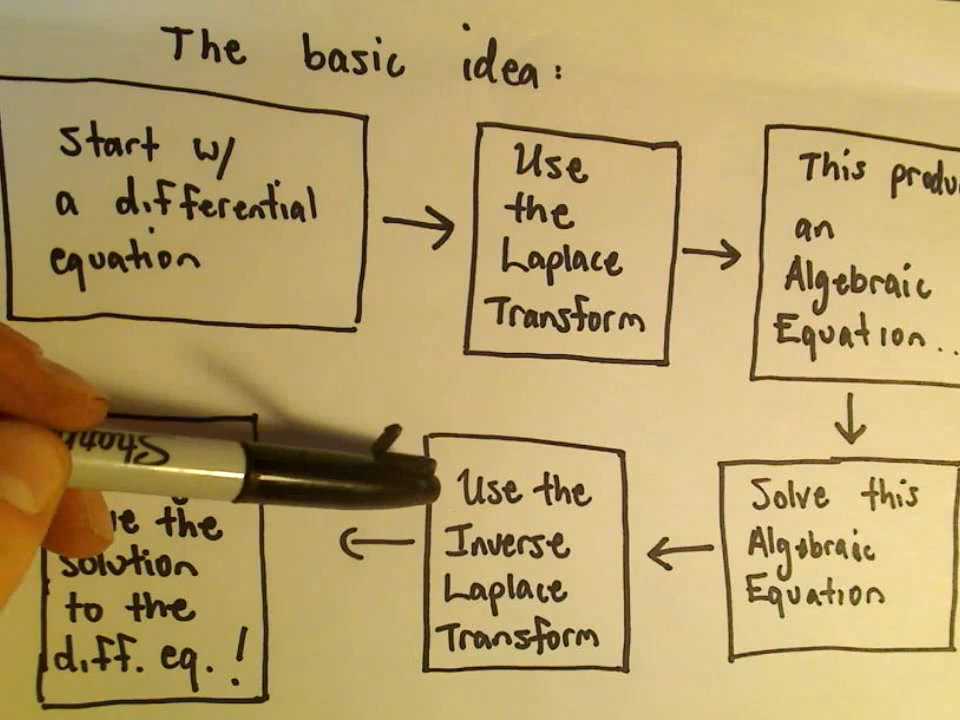 The basic idea:
Start w/
a differential
equation
Use
the
Laplace
Transform
This
an
Algebraic
Equation..
Solve this
Algebraic
Equation
Use the
Inverse
Laplace
Transform
the
solution
to the
diff. eq. !
Sharp